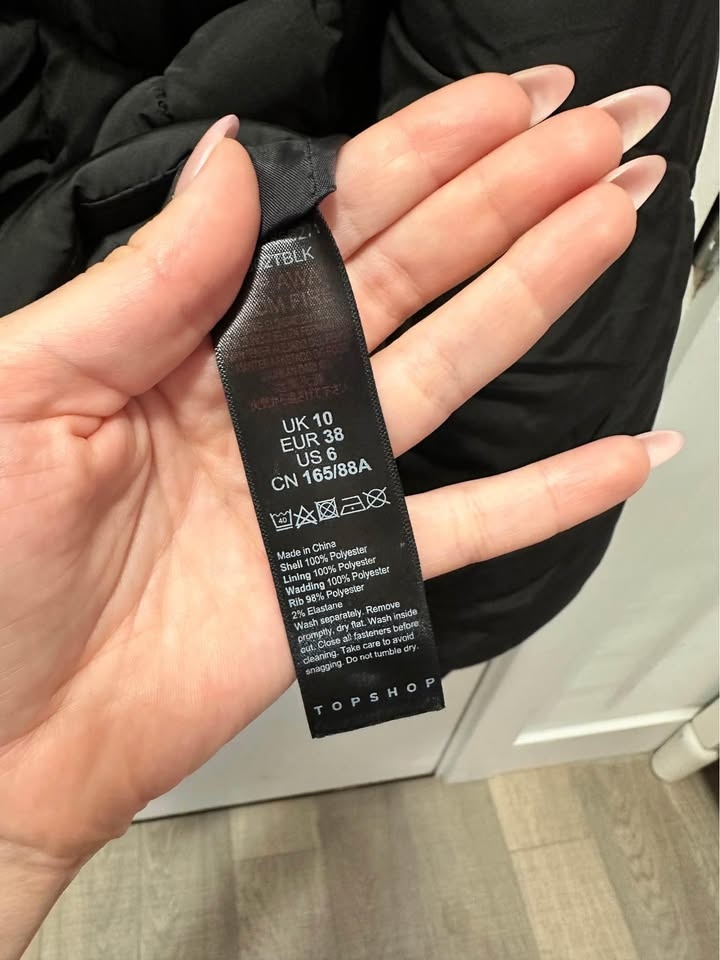 2TBLK
UK 10
EUR 38
US 6
CN 165/88A
40
Made in China
Shell 100% Polyester
Lining 100% Polyester
Wadding 100% Polyester
Rib 98% Polyester
2% Elastane
Wash separately. Remove
promptly, dry flat. Wash inside
out. Close all fasteners before
cleaning. Take care to avoid
snagging. Do not tumble dry.
TOPSHOP